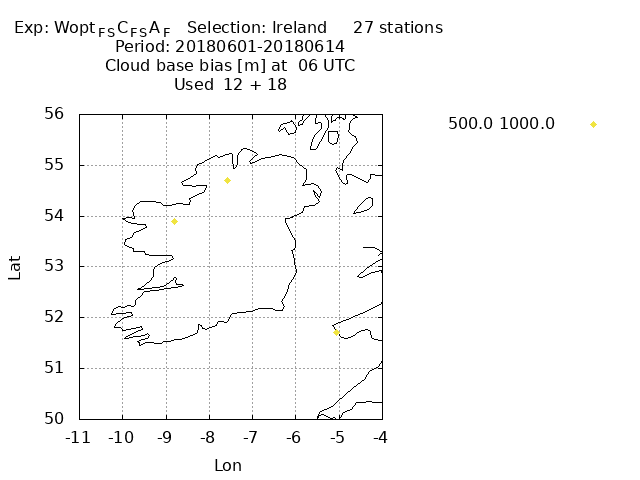 Exp: Wopt FS C FS A F   Selection: Ireland     27 stations
Period: 20180601-20180614
Cloud base bias [m] at  06 UTC
Used  12 + 18
500.0 1000.0
56
55
54
53
52
51
50
-11 -10 -9 -8 -7 -6 -5 -4
Lat
Lon